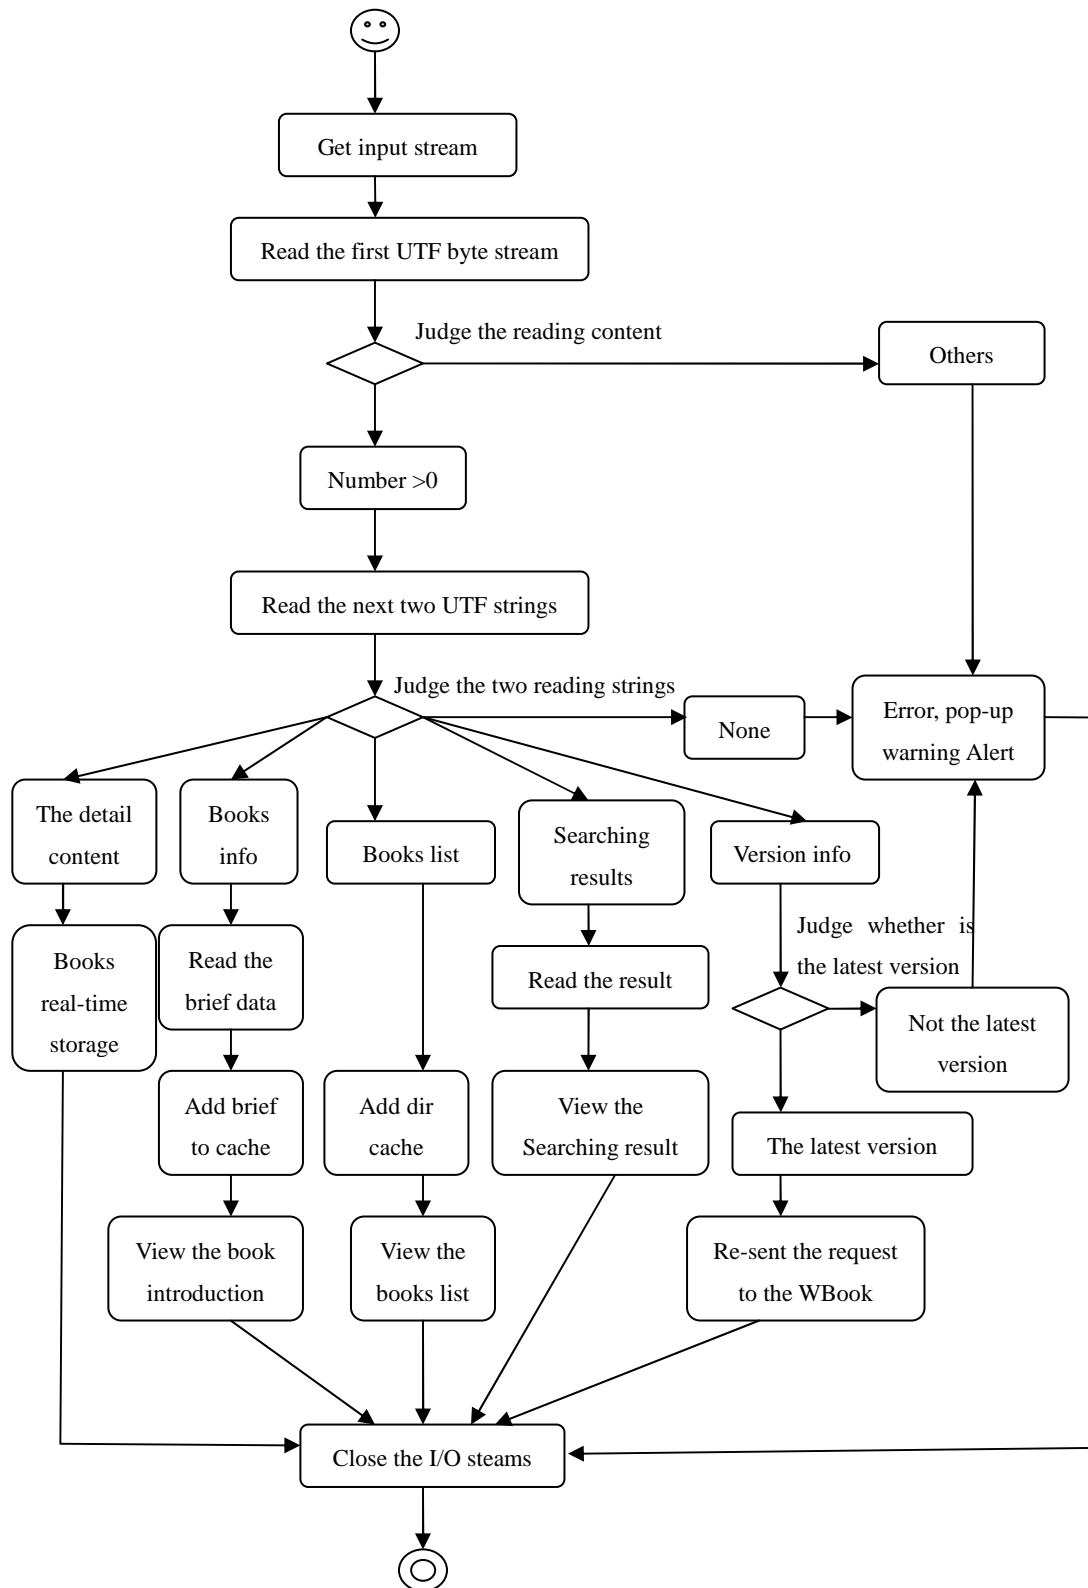 Get input stream
Read the first UTF byte stream
Judge the reading content
Others
Number >0
Read the next two UTF strings
Judge the two reading strings
None
Error, pop-up
warning Alert
The detail
content
Books
info
Books list
Searching
results
Version info
Judge whether is
the latest version
Books
real-time
storage
Read the
brief data
Read the result
Not the latest
version
Add brief
to cache
Add dir
cache
View the
Searching result
The latest version
View the book
introduction
View the
books list
Re-sent the request
to the WBook
Close the I/O steams